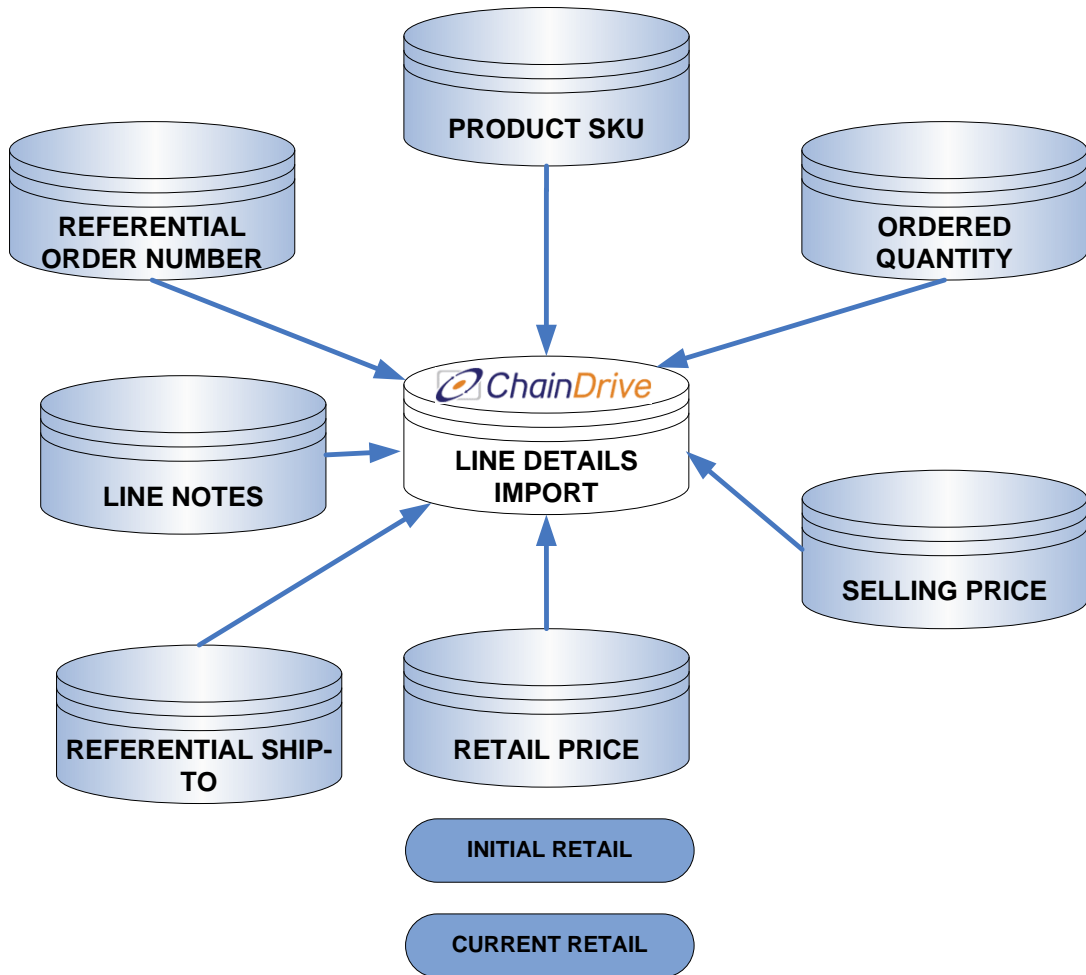 PRODUCT SKU
REFERENTIAL
ORDER NUMBER
ORDERED
QUANTITY
ChainDrive
LINE DETAILS
IMPORT
LINE NOTES
SELLING PRICE
REFERENTIAL SHIP-
TO
RETAIL PRICE
INITIAL RETAIL
CURRENT RETAIL